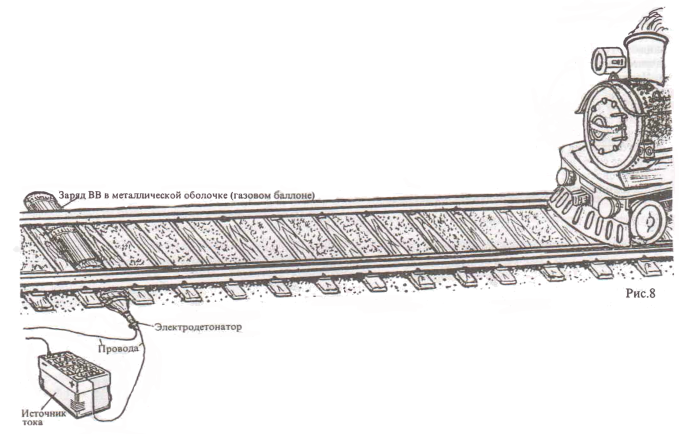 Заряд ВВ в металлической оболочке (газовом баллоне)
Рис.8
Электродетонатор
Провода
Источник
тока